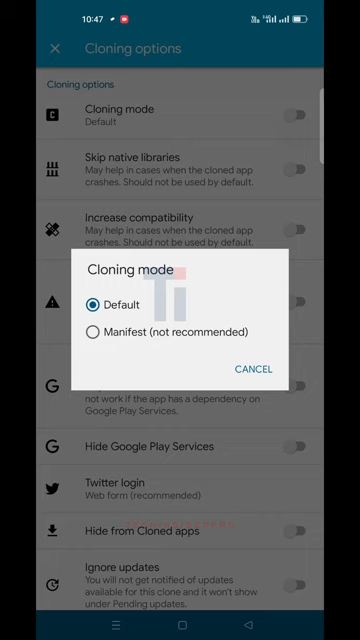 10:47
Cloning options
Cloning options
Cloning mode
Default
Skip native libraries
May help in cases when the cloned app
crashes. Should not be used by default.
Increase compatibility
May help in cases when the cloned app
crashes. Should not be used by default.
Cloning mode
Default
Manifest (not recommended)
CANCEL
not work if the app has a dependency on
Google Play Services.
Hide Google Play Services
Twitter login
Web form (recommended)
Hide from Cloned apps
Ignore updates
You will not get notified of updates
available for this clone and it won't show
under Pending updates.